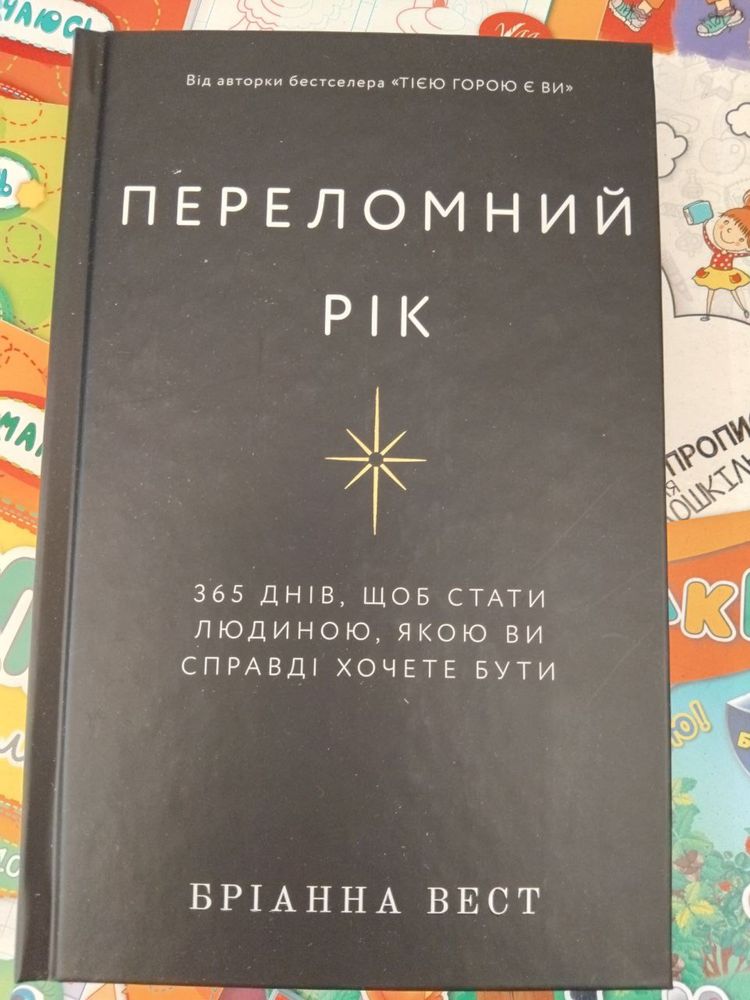 Від авторки бестселера «ТІЄЮ ГОРОЮ Є ВИ»
ПЕРЕЛОМНИЙ
РІК
365 ДНІВ, ЩОБ СТАТИ
ЛЮДИНОЮ, ЯКОЮ ВИ
СПРАВДІ ХОЧЕТЕ БУТИ
БРІАННА ВЕСТ